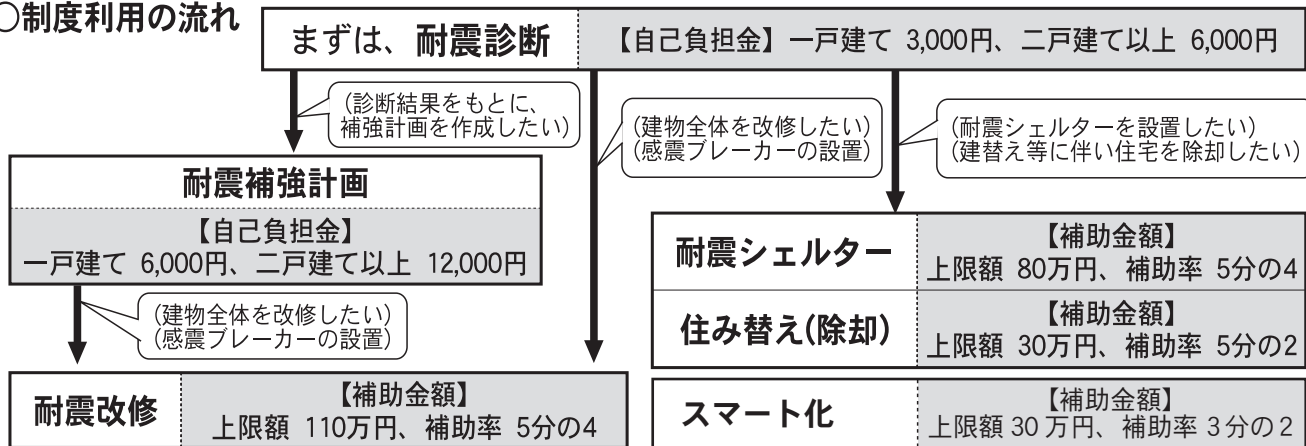 ○制度利用の流れ
まずは、耐震診断
【自己負担金】一戸建て 3,000円、二戸建て以上 6,000円
(診断結果をもとに、
補強計画を作成したい)
(建物全体を改修したい)
(感震ブレーカーの設置)
(耐震シェルターを設置したい)
(建替え等に伴い住宅を除却したい)
耐震補強計画
【自己負担金】
一戸建て 6,000円、二戸建て以上 12,000円
(建物全体を改修したい)
(感震ブレーカーの設置)
耐震改修
【補助金額】
上限額 110万円、補助率 5分の4
耐震シェルター
【補助金額】
上限額 80万円、補助率 5分の4
住み替え(除却)
【補助金額】
上限額 30万円、補助率 5分の2
スマート化
【補助金額】
上限額 30 万円、補助率 3分の2